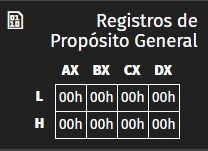 Registros de
Propósito General
AX BX CX DX
L 00h 00h 00h 00h
H 00h 00h 00h 00h